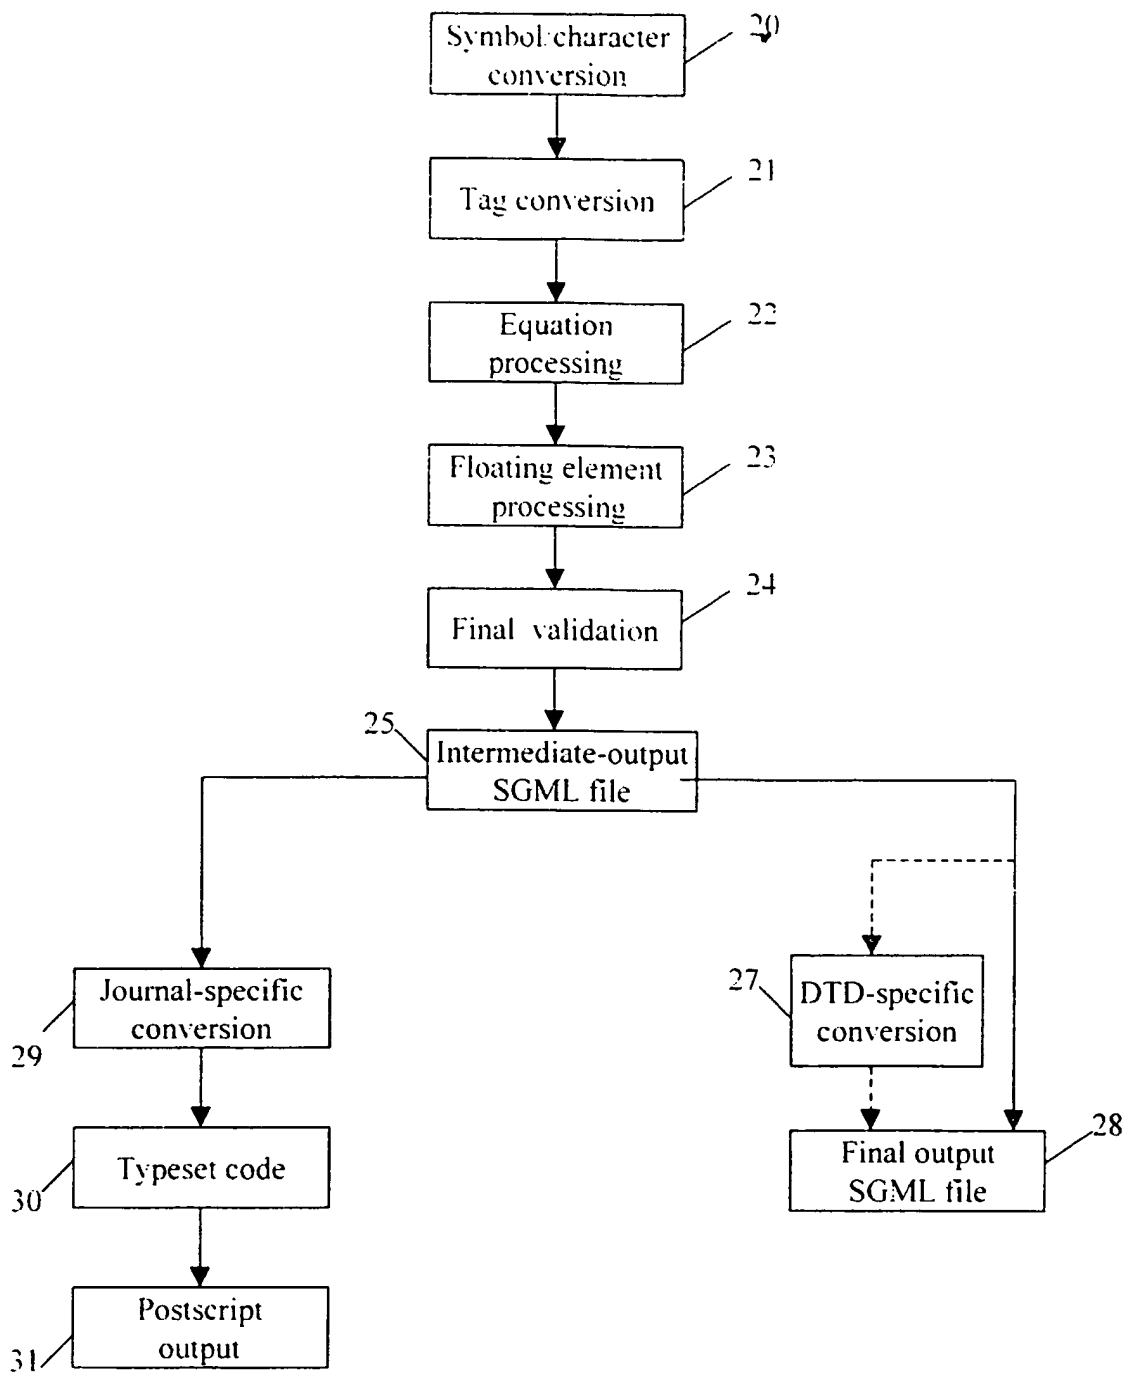 Symbol/character
conversion
20
Tag conversion
21
Equation
processing
22
Floating element
processing
23
Final validation
24
25
Intermediate-output
SGML file
Journal-specific
conversion
29
27
DTD-specific
conversion
Typeset code
30
Final output
SGML file
28
Postscript
output
31